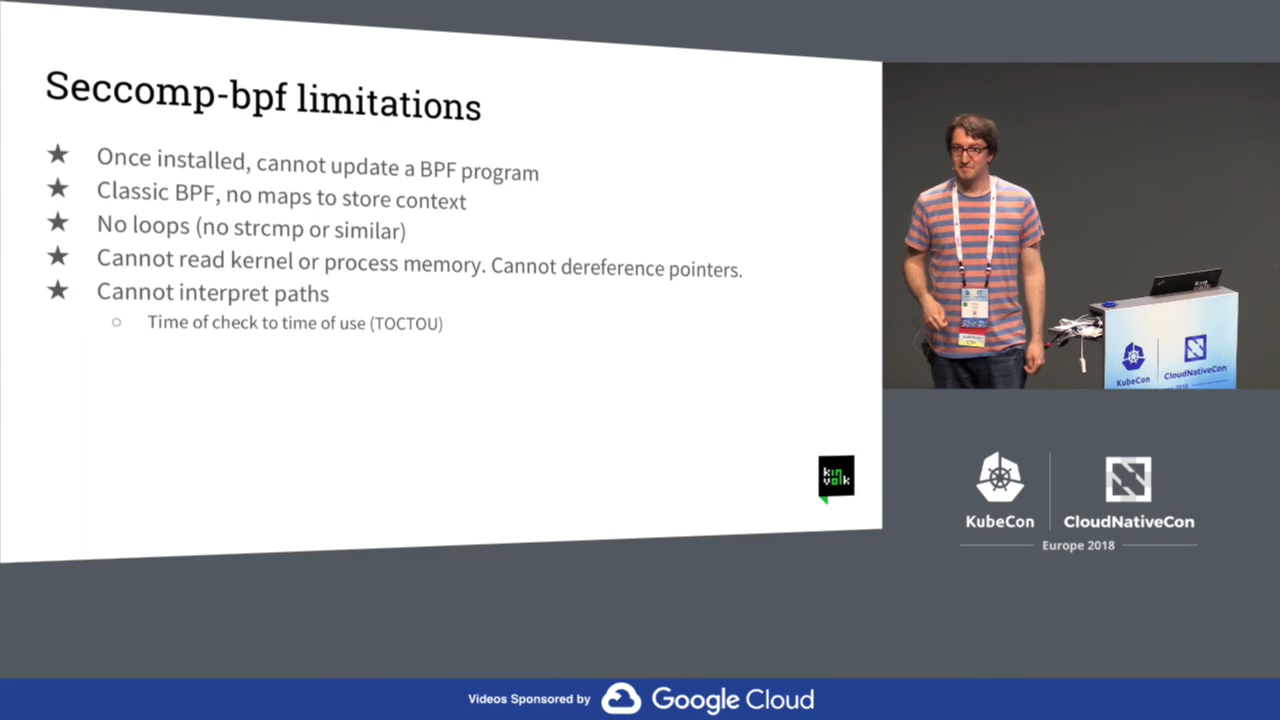 Seccomp-bpf limitations
★ Once installed, cannot update a BPF program
★ Classic BPF, no maps to store context
★ No loops (no strcmp or similar)
★ Cannot read kernel or process memory. Cannot dereference pointers.
★ Cannot interpret paths
○ Time of check to time of use (TOCTOU)
kin
volk
KubeCon
CloudNativeCon
KubeCon
CloudNativeCon
Europe 2018
Videos Sponsored by Google Cloud